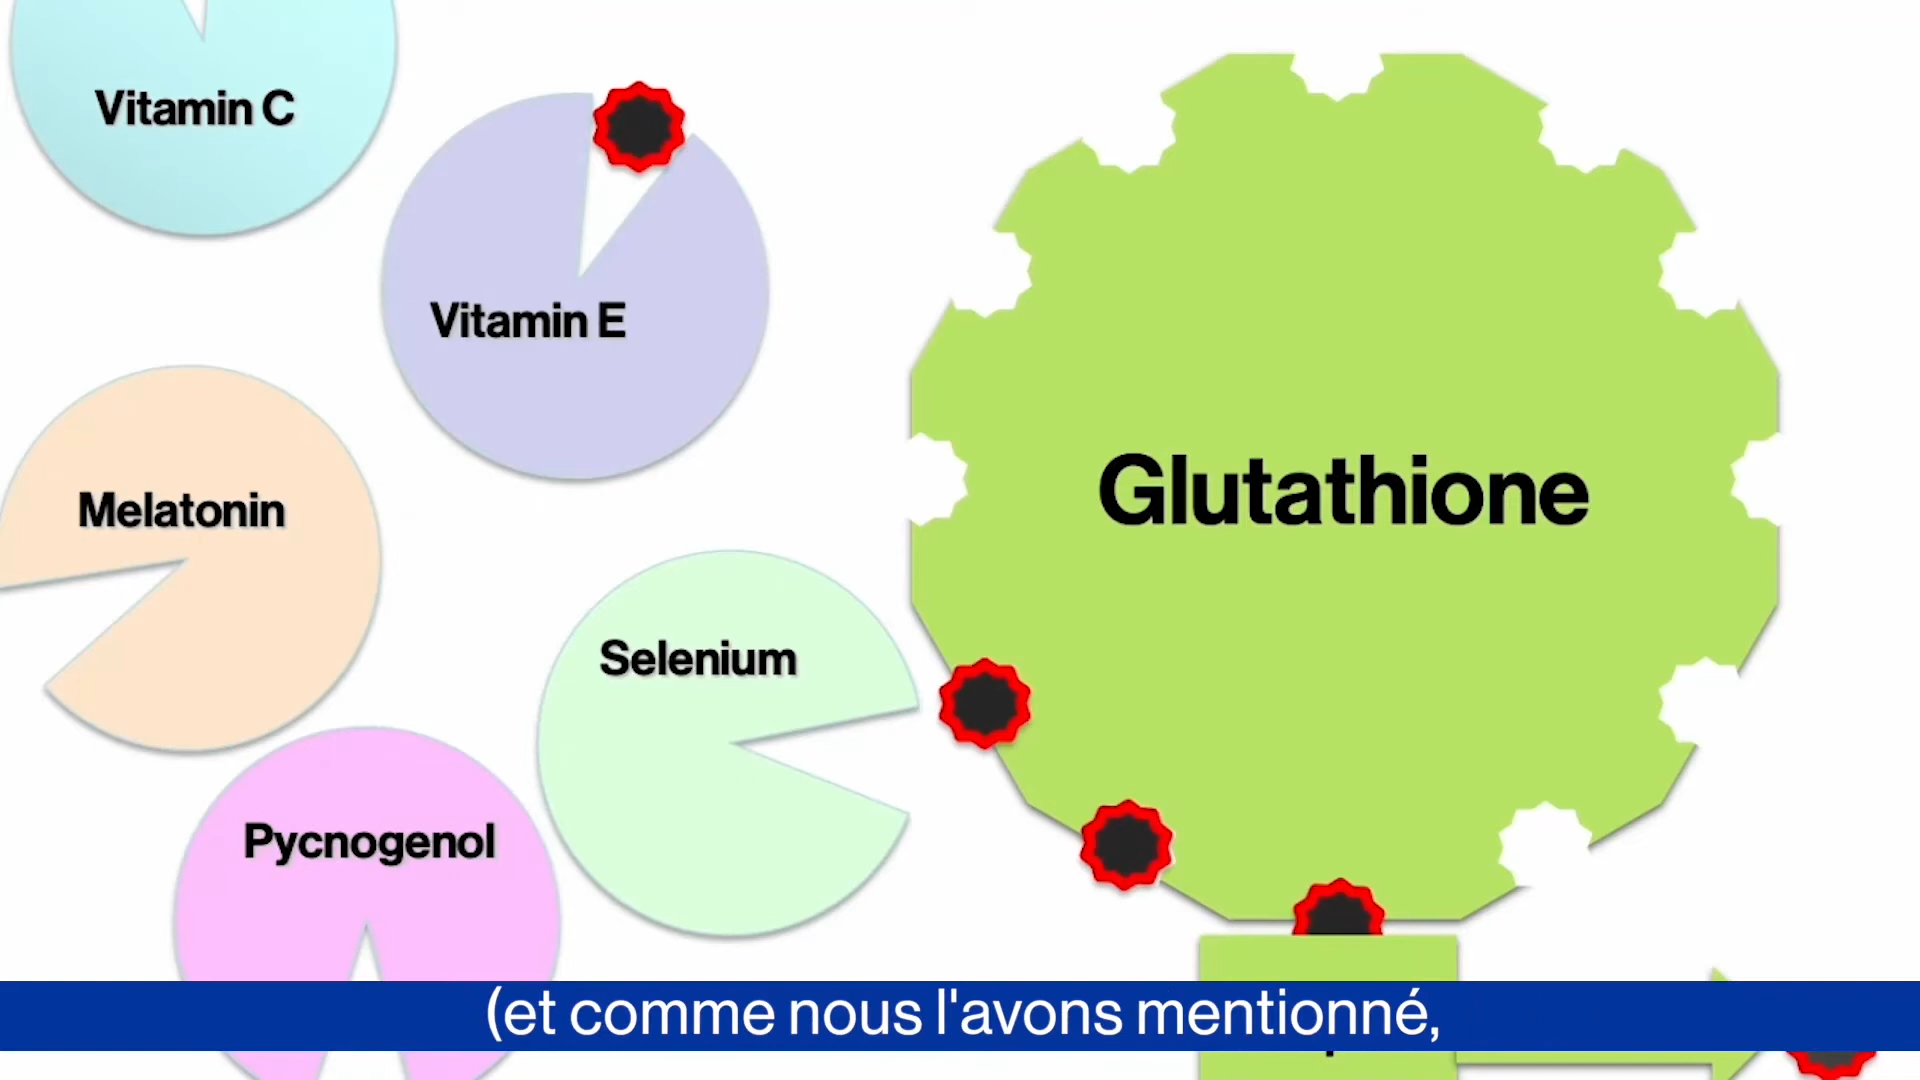 Vitamin C
Vitamin E
Glutathione
Melatonin
Selenium
Pycnogenol
(et comme nous l'avons mentionné,